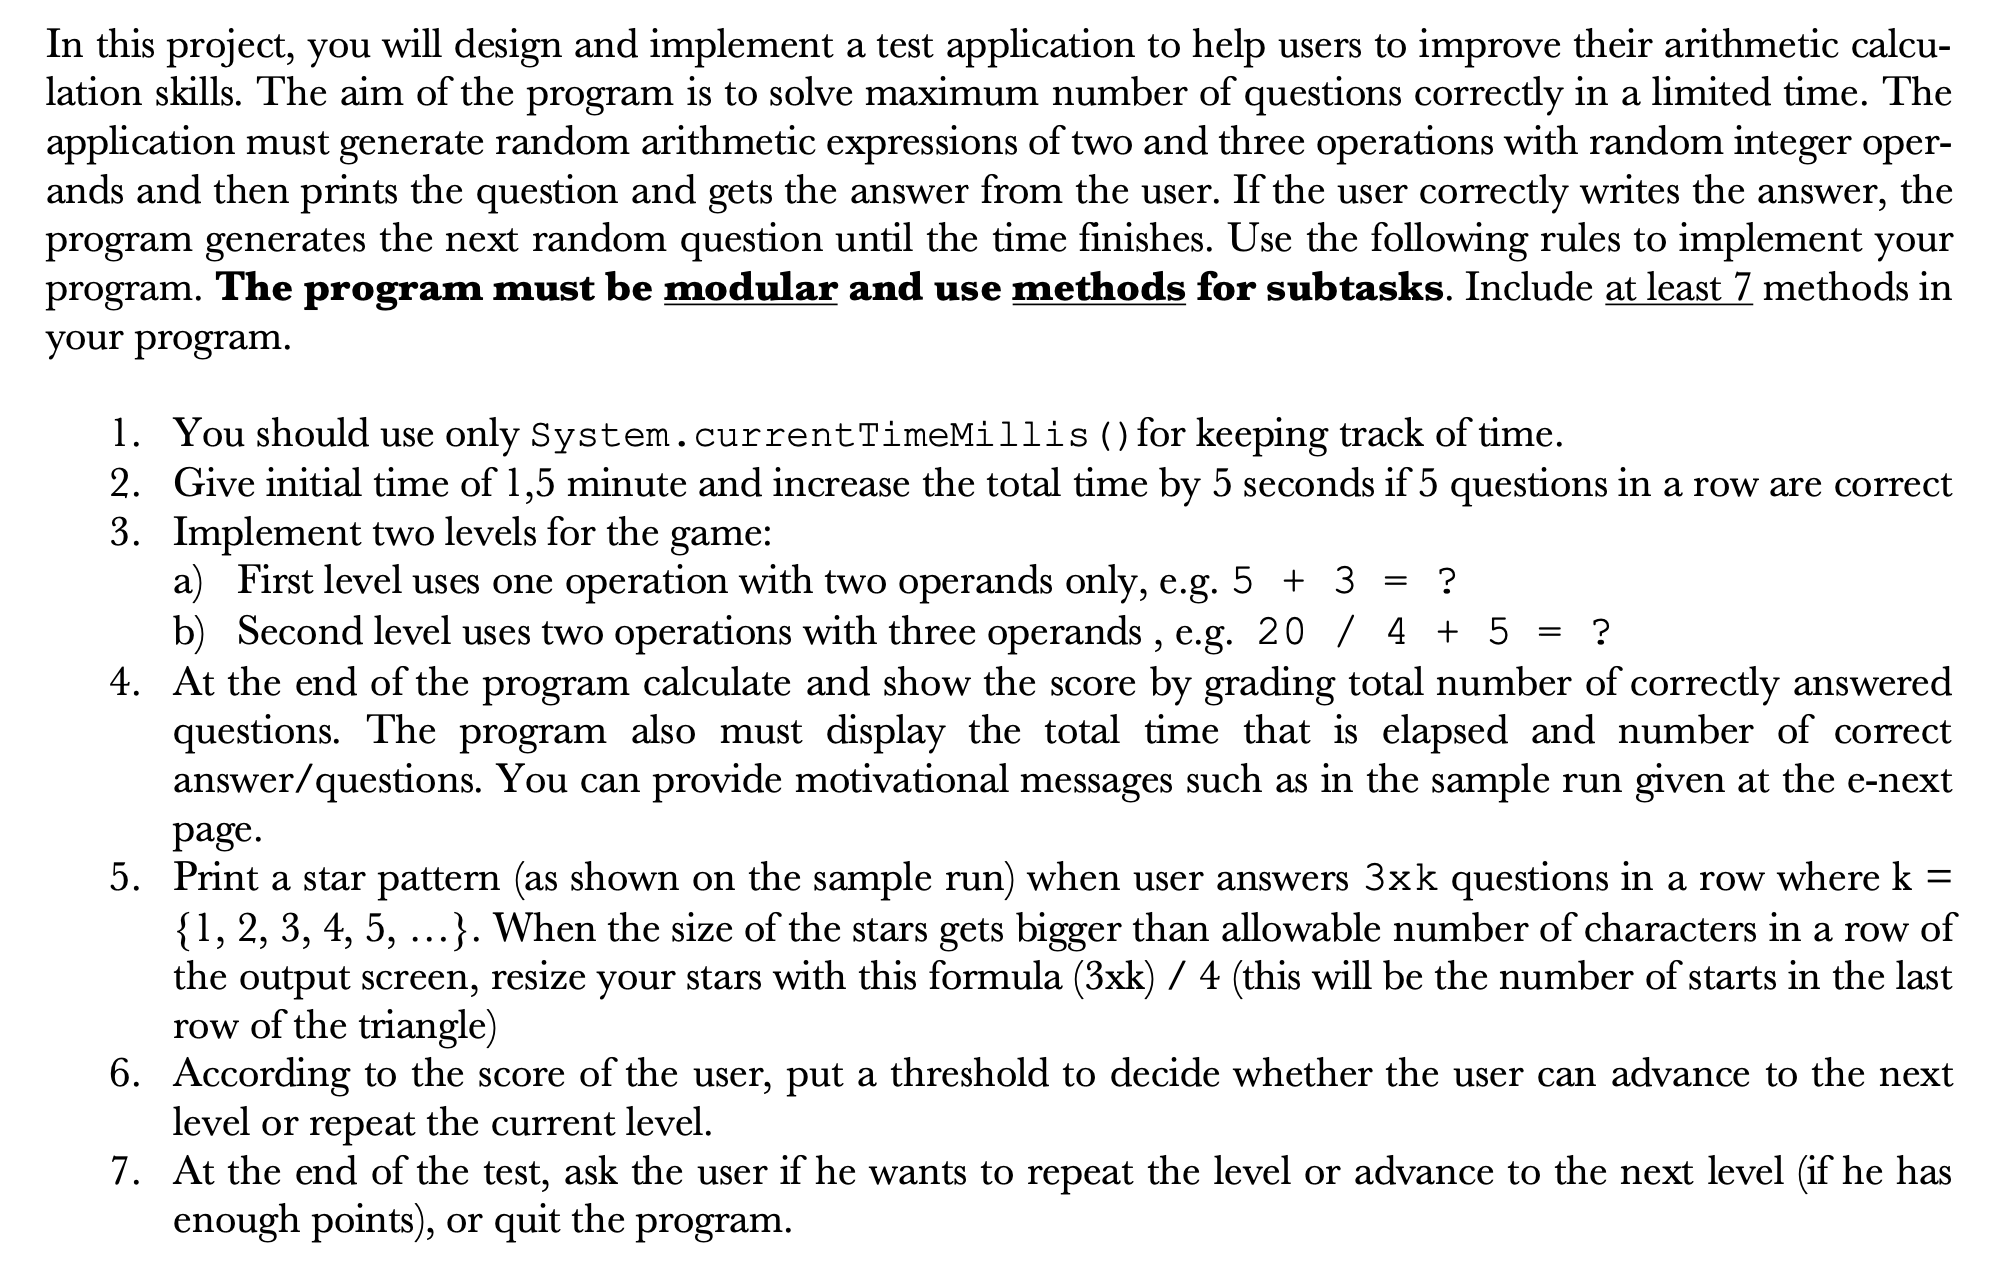 In this project, you will design and implement a test application to help users to improve their arithmetic calcu-
lation skills. The aim of the program is to solve maximum number of questions correctly in a limited time. The
application must generate random arithmetic expressions of two and three operations with random integer oper-
ands and then prints the question and gets the answer from the user. If the user correctly writes the answer, the
program generates the next random question until the time finishes. Use the following rules to implement your
program. The program must be modular and use methods for subtasks. Include at least 7 methods in
your program.
1. You should use only System.currentTimeMillis()for keeping track of time.
2. Give initial time of 1,5 minute and increase the total time by 5 seconds if 5 questions in a row are correct
3. Implement two levels for the game:
a) First level uses one operation with two operands only, e.g. 5 + 3 = ?
b) Second level uses two operations with three operands , e.g. 20 / 4 + 5 = ?
4. At the end of the program calculate and show the score by grading total number of correctly answered
questions. The program also must display the total time that is elapsed and number of correct
answer/questions. You can provide motivational messages such as in the sample run given at the e-next
page.
5. Print a star pattern (as shown on the sample run) when user answers 3xk questions in a row where k =
{1, 2, 3, 4, 5, …}. When the size of the stars gets bigger than allowable number of characters in a row of
the output screen, resize your stars with this formula (3xk) / 4 (this will be the number of starts in the last
row of the triangle)
6. According to the score of the user, put a threshold to decide whether the user can advance to the next
level or repeat the current level.
7. At the end of the test, ask the user if he wants to repeat the level or advance to the next level (if he has
enough points), or quit the program.